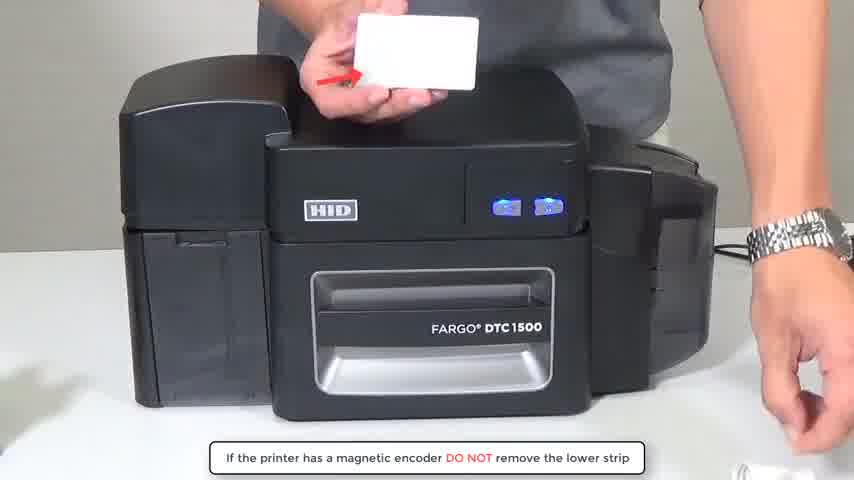 HID
FARGO® DTC1500
If the printer has a magnetic encoder DO NOT remove the lower strip